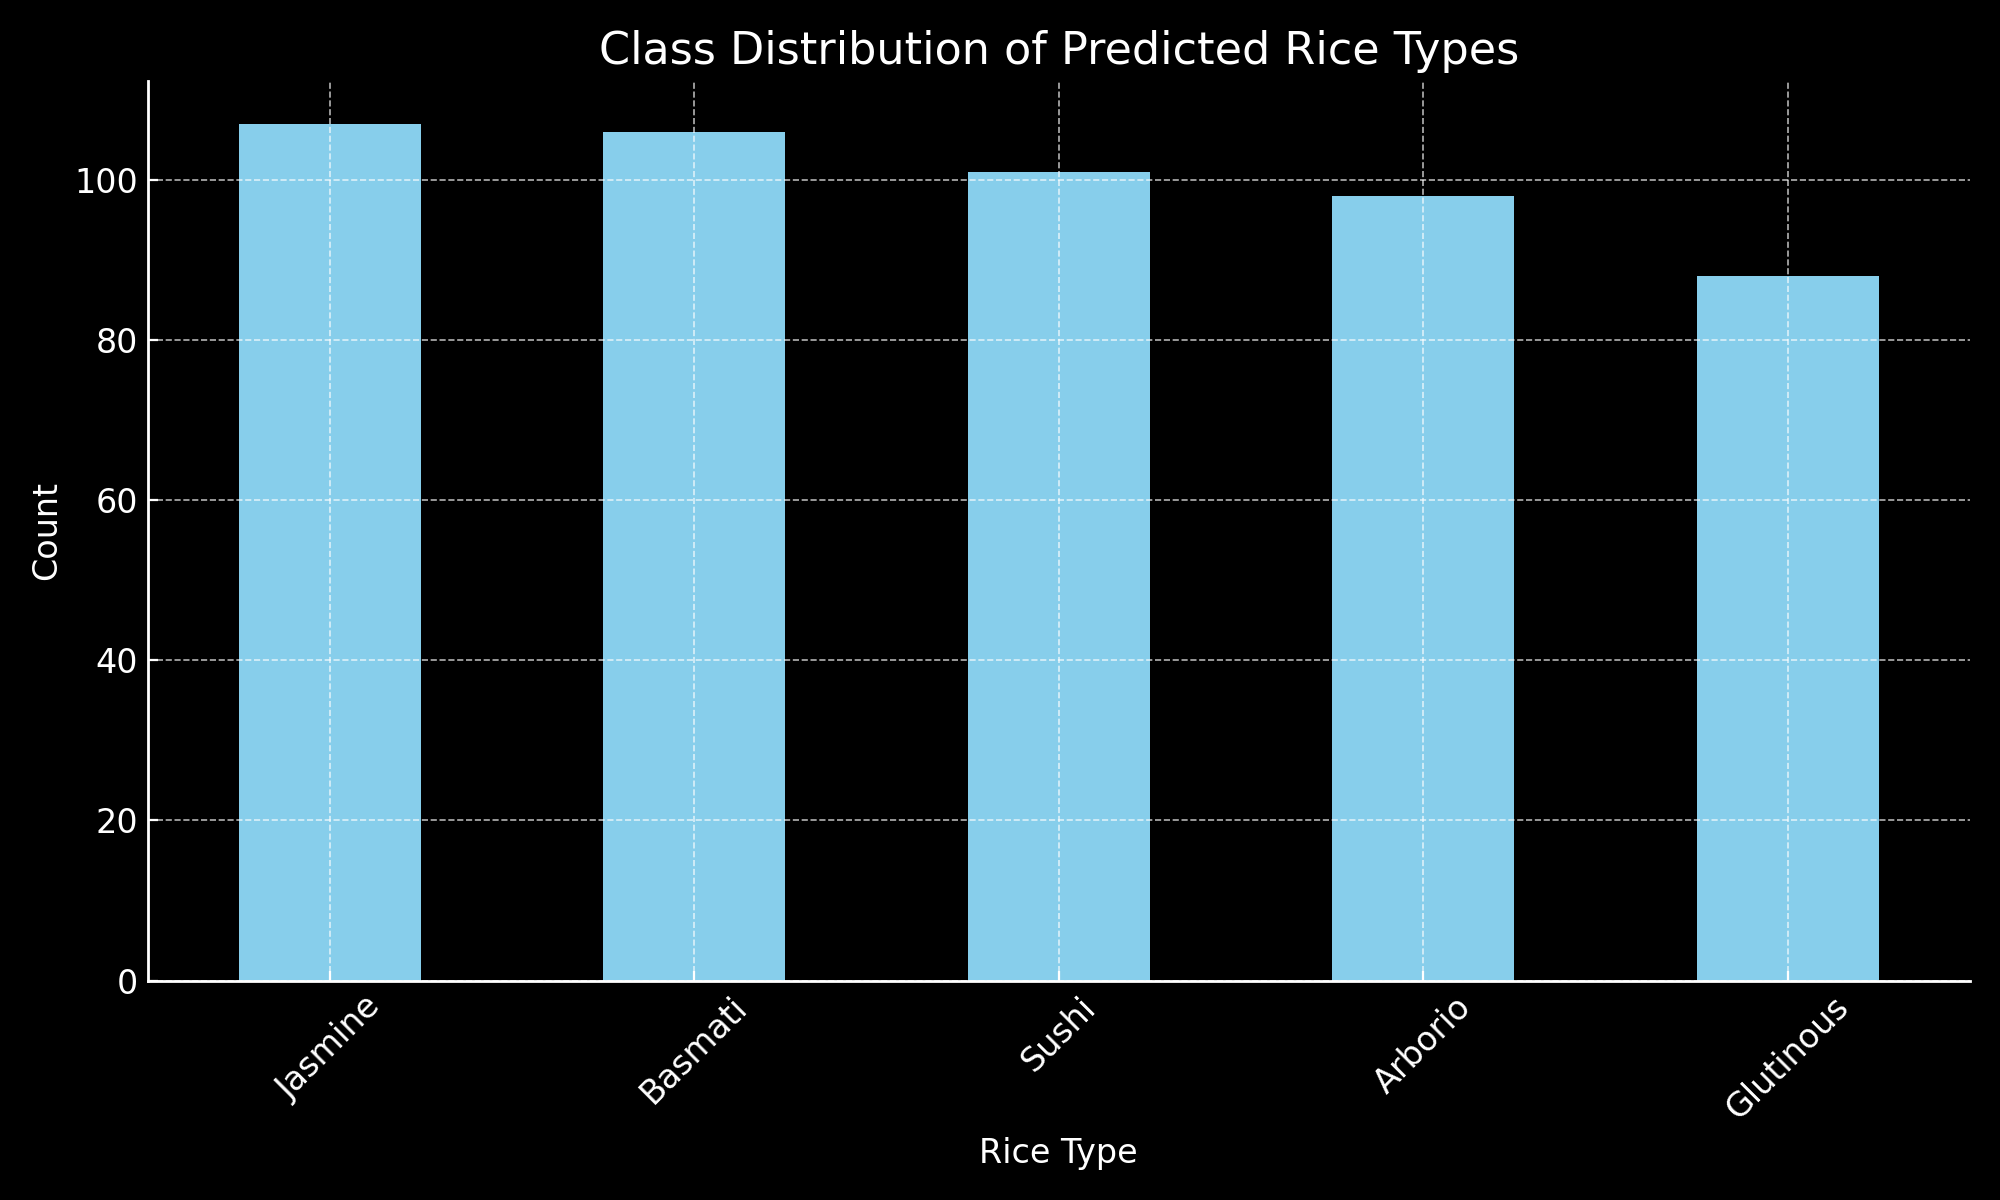 Class Distribution of Predicted Rice Types
100
80
60
40
20
0
Count
Jasmine
Basmati
Sushi
Arborio
Glutinous
Rice Type